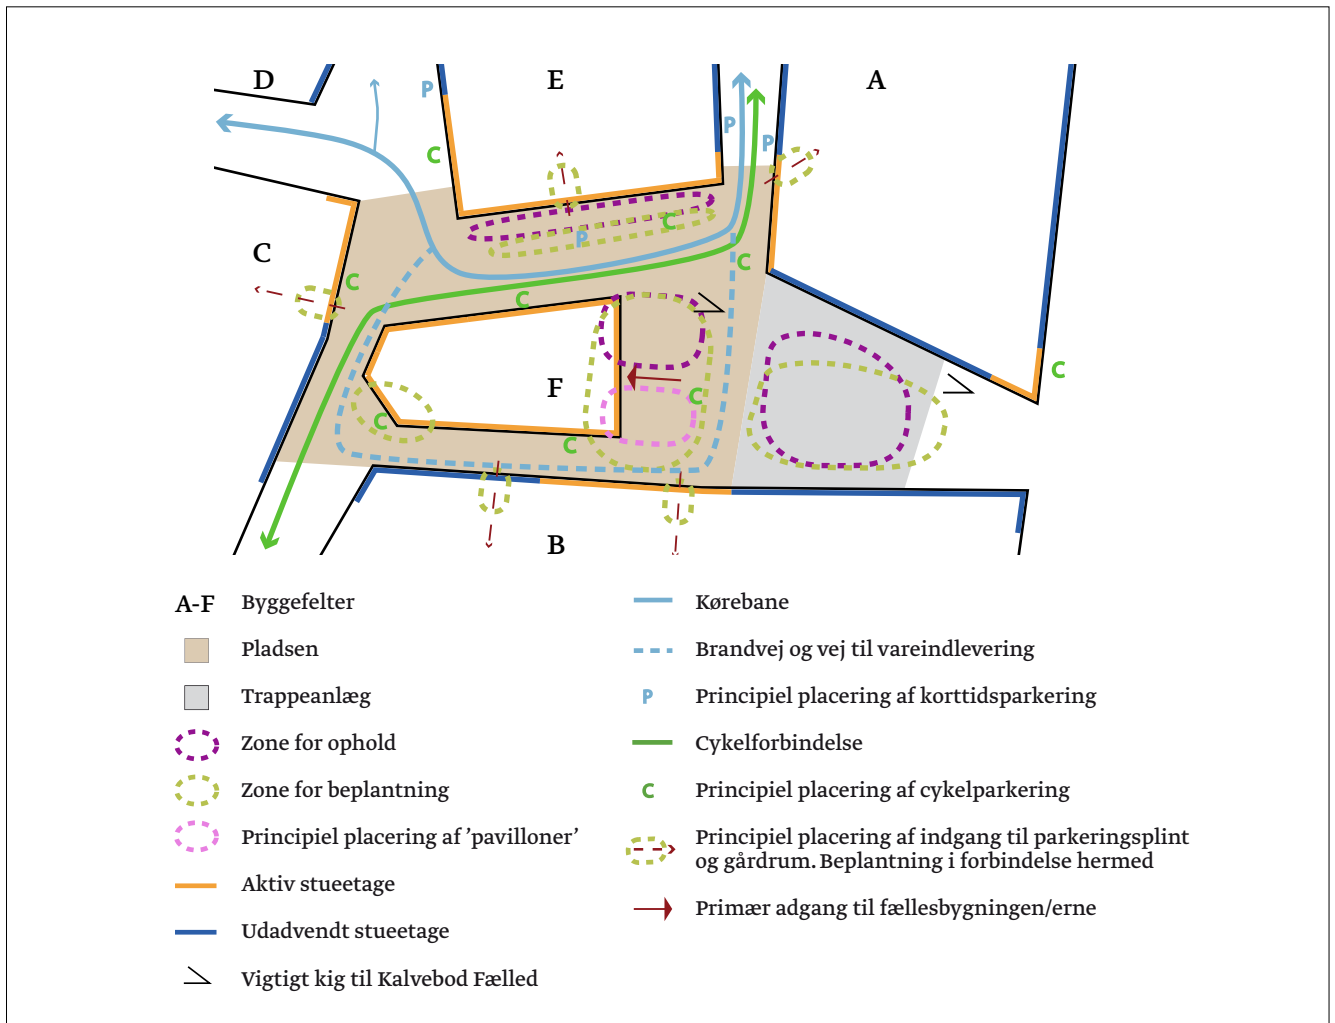 D
E
A
P
P
P
C
C
P
C
C
C
C
F
C
C
C
C
B
A-F Byggefelter
Pladsen
Trappeanlæg
Zone for ophold
Zone for beplantning
Principiel placering af ’pavilloner’
Aktiv stueetage
Udadvendt stueetage
Vigtigt kig til Kalvebod Fælled
Kørebane
Brandvej og vej til vareindlevering
P Principiel placering af korttidsparkering
Cykelforbindelse
C Principiel placering af cykelparkering
Principiel placering af indgang til parkeringsplint
og gårdrum. Beplantning i forbindelse hermed
Primær adgang til fællesbygningen/erne